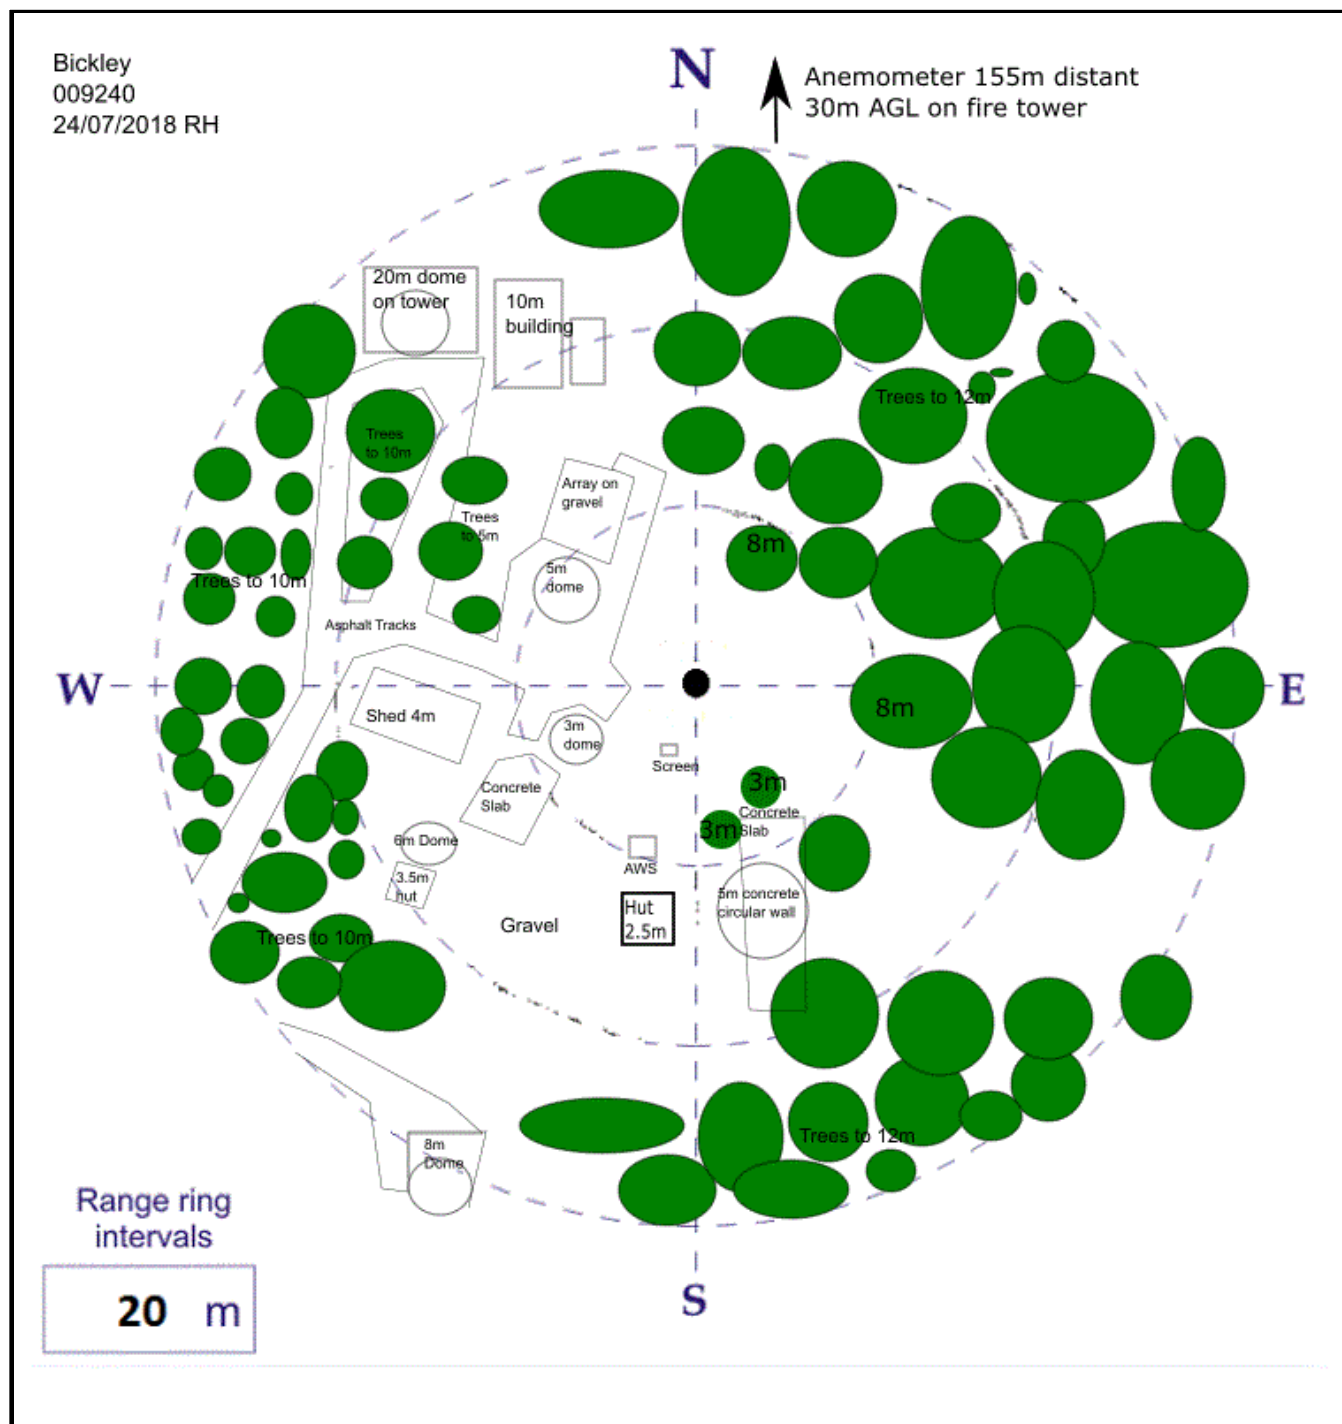 Bickley
009240
24/07/2018 RH
N
Anemometer 155m distant
30m AGL on fire tower
20m dome
on tower
10m
building
Trees to 12m
Trees
to 10m
Array on
gravel
Trees
to 5m
8m
5m
dome
Trees to 10m
Asphalt Tracks
W
E
8m
Shed 4m
3m
dome
Screen
3m
Concrete
Slab
Concrete
Slab
3m
6m Dome
AWS
3.5m
hut
5m concrete
circular wall
Hut
2.5m
Gravel
Trees to 10m
Trees to 12m
8m
Dome
Range ring
intervals
20 m
S